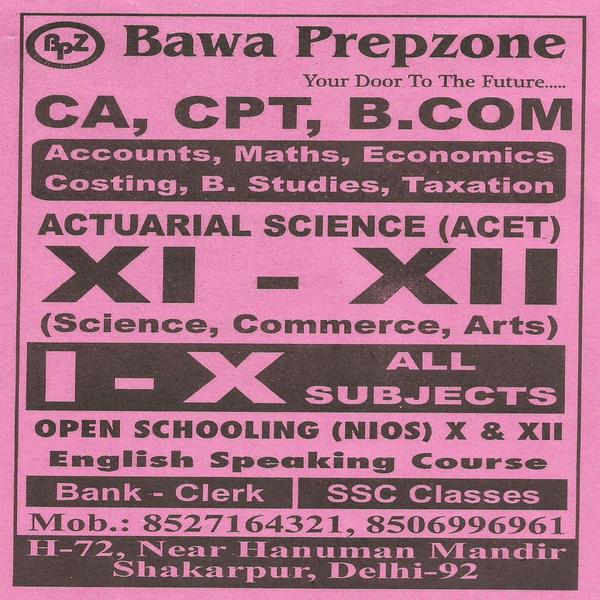 BPZ
Bawa Prepzone
Your Door To The Future.....
CA, CPT, B.COM
Accounts, Maths, Economics
Costing, B. Studies, Taxation
ACTUARIAL SCIENCE (ACET)
XI - XII
(Science, Commerce, Arts)
I - X
ALL
SUBJECTS
OPEN SCHOOLING (NIOS) X & XII
English Speaking Course
Bank - Clerk
SSC Classes
Mob.: 8527164321, 8506996961
H-72, Near Hanuman Mandir
Shakarpur, Delhi-92